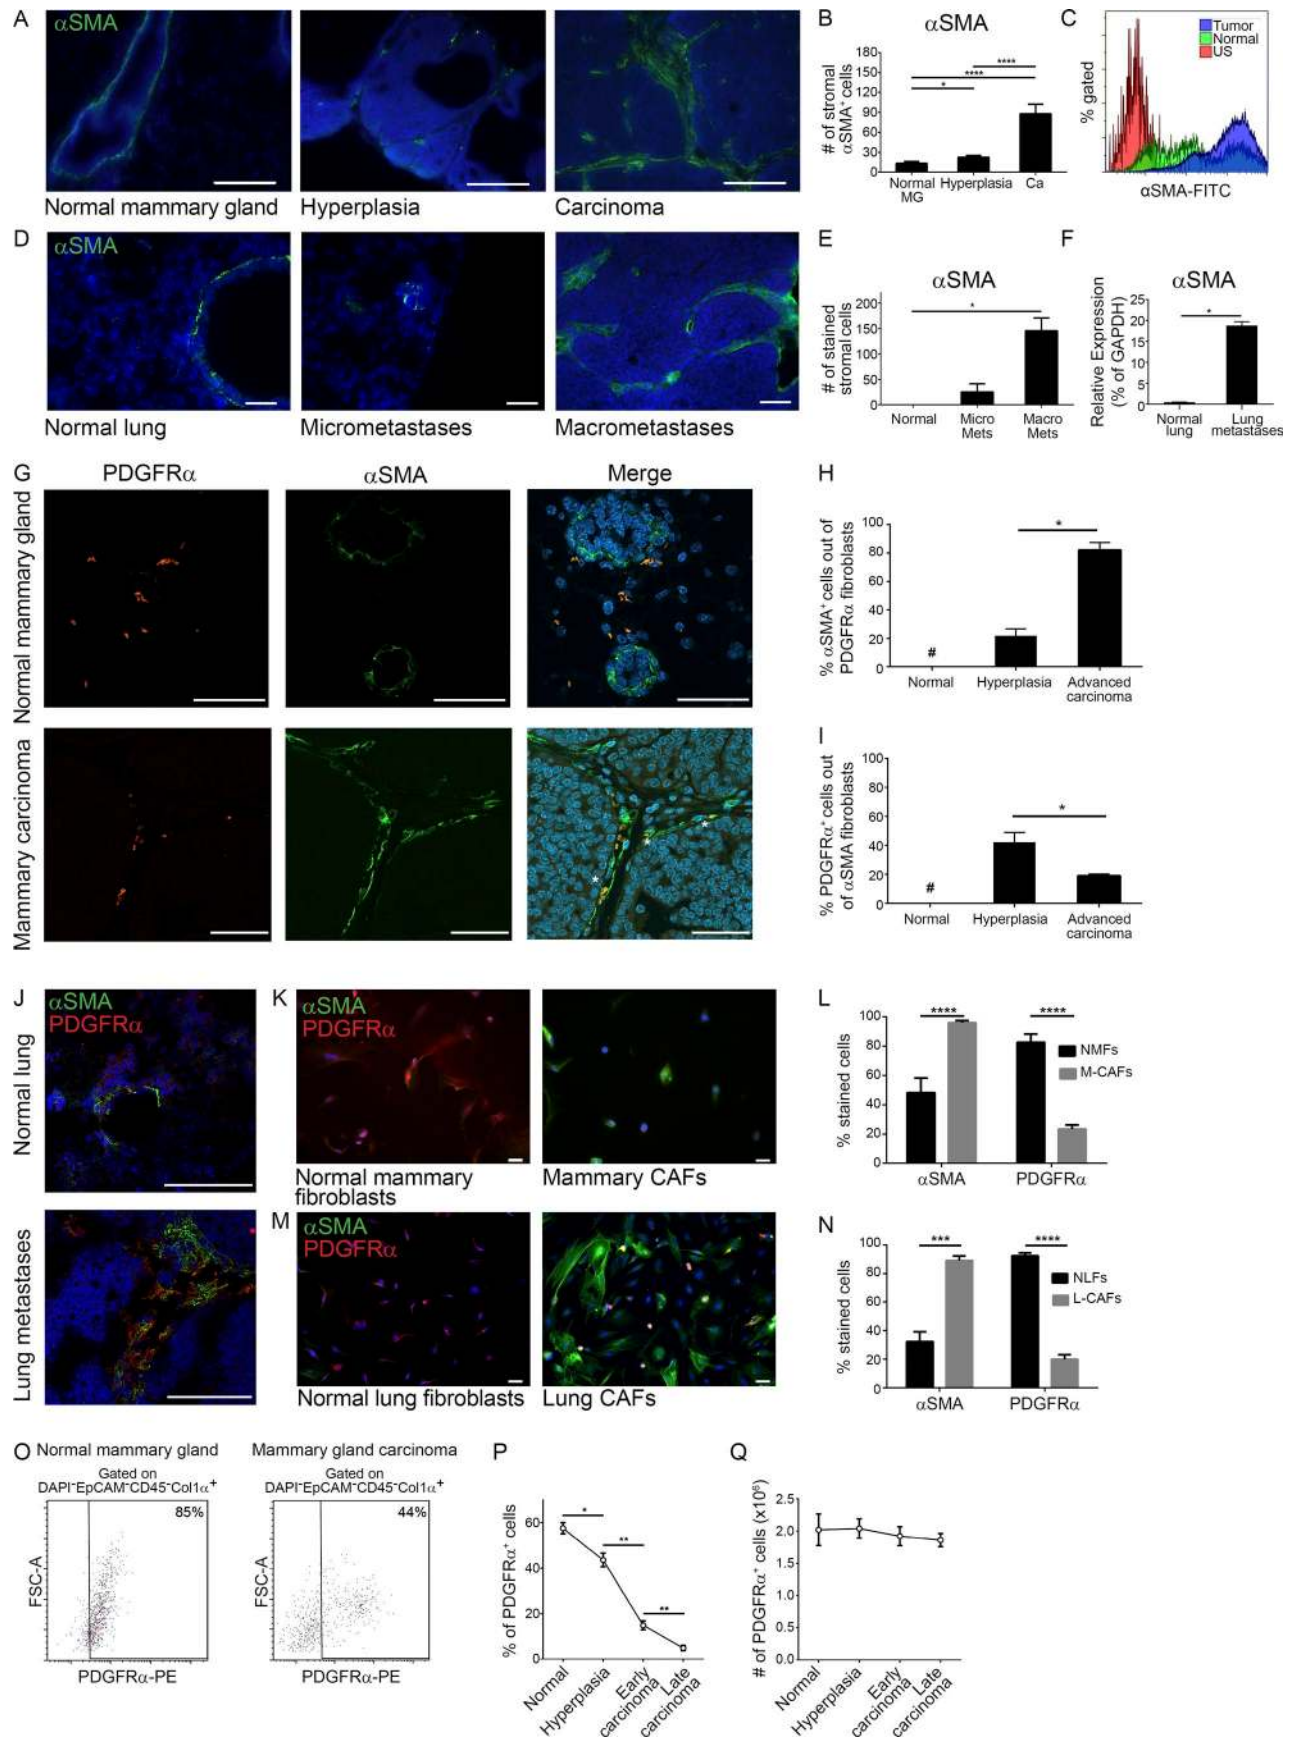 A
αSMA
Normal mammary gland
Hyperplasia
Carcinoma
B
αSMA
# of stromal
αSMA⁺ cells
180
150
120
90
60
30
0
****
****
*
Normal
MG
Hyperplasia
Ca
C
% gated
Tumor
Normal
US
αSMA-FITC
D
αSMA
Normal lung
Micrometastases
Macrometastases
E
αSMA
# of stained
stromal cells
200
150
100
50
0
*
Normal
Micro
Mets
Macro
Mets
F
αSMA
Relative Expression
(% of GAPDH)
25
20
15
10
5
0
*
Normal
lung
Lung
metastases
G
PDGFRα
αSMA
Merge
Normal mammary gland
Mammary carcinoma
*
*
*
H
% αSMA⁺ cells out of
PDGFRα fibroblasts
100
80
60
40
20
0
#
*
Normal
Hyperplasia
Advanced
carcinoma
I
% PDGFRα⁺ cells out
of αSMA fibroblasts
100
80
60
40
20
0
#
*
Normal
Hyperplasia
Advanced
carcinoma
J
αSMA
PDGFRα
Normal lung
Lung metastases
K
αSMA
PDGFRα
Normal mammary
fibroblasts
Mammary CAFs
L
% stained cells
100
80
60
40
20
0
****
****
NMFs
M-CAFs
αSMA
PDGFRα
M
αSMA
PDGFRα
Normal lung fibroblasts
Lung CAFs
N
% stained cells
100
80
60
40
20
0
***
****
NLFs
L-CAFs
αSMA
PDGFRα
O
Normal mammary gland
Gated on
DAPI⁻EpCAM⁻CD45⁻Col1α⁺
85%
FSC-A
PDGFRα-PE
Mammary gland carcinoma
Gated on
DAPI⁻EpCAM⁻CD45⁻Col1α⁺
44%
FSC-A
PDGFRα-PE
P
% of PDGFRα⁺ cells
60
40
20
0
*
**
**
Normal
Hyperplasia
Early
carcinoma
Late
carcinoma
Q
# of PDGFRα⁺ cells (x10⁶)
2.5
2.0
1.5
1.0
0.5
0.0
Normal
Hyperplasia
Early
carcinoma
Late
carcinoma